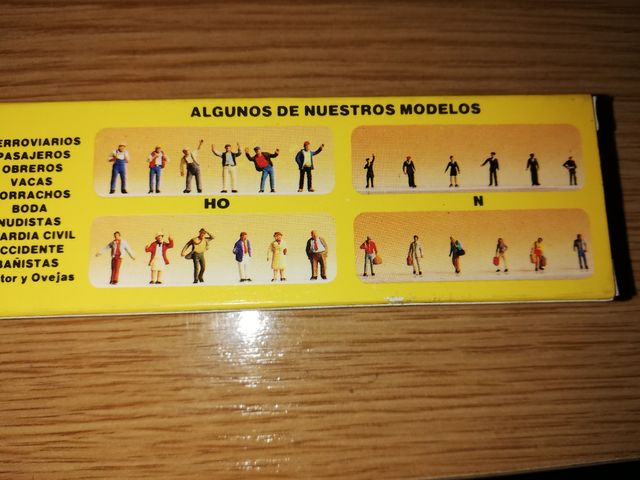 ALGUNOS DE NUESTROS MODELOS
ERROVIARIOS
PASAJEROS
OBREROS
VACAS
ORRACHOS
BODA
NUDISTAS
ARDIA CIVIL
CCIDENTE
BAÑISTAS
tor y Ovejas
HO
N